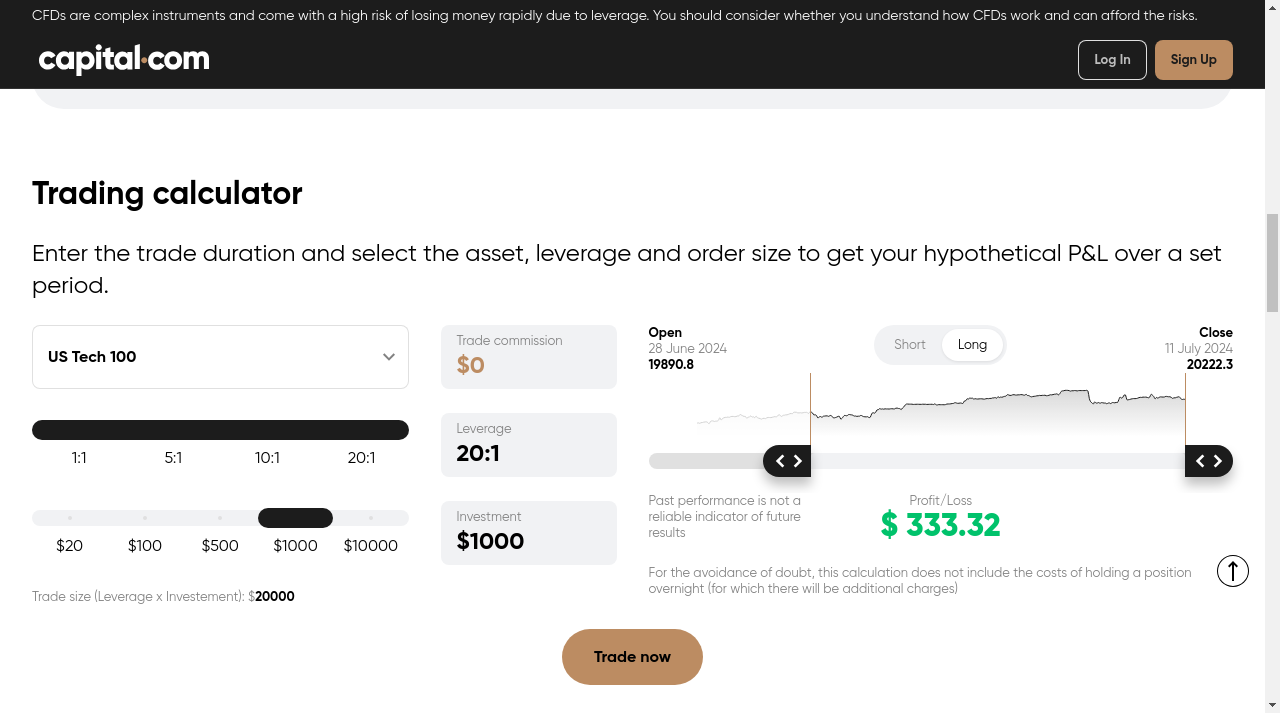 CFDs are complex instruments and come with a high risk of losing money rapidly due to leverage. You should consider whether you understand how CFDs work and can afford the risks.
capital.com
Log In
Sign Up
Trading calculator
Enter the trade duration and select the asset, leverage and order size to get your hypothetical P&L over a set
period.
US Tech 100
1:1
5:1
10:1
20:1
$20
$100
$500
$1000
$10000
Trade size (Leverage x Investement): $20000
Trade commission
$0
Leverage
20:1
Investment
$1000
Open
28 June 2024
19890.8
Short
Long
Close
11 July 2024
20222.3
Past performance is not a
reliable indicator of future
results
Profit/Loss
$ 333.32
For the avoidance of doubt, this calculation does not include the costs of holding a position
overnight (for which there will be additional charges)
Trade now